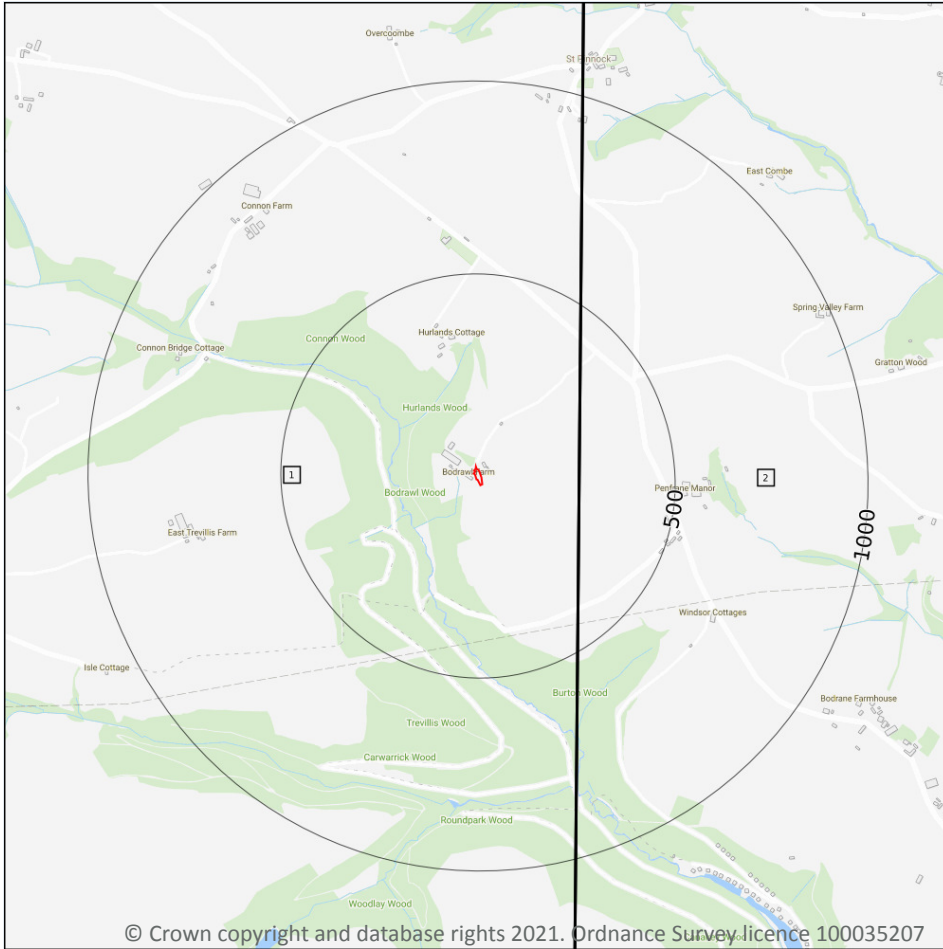 Overcoombe
St Pinnock
East Combe
Connon Farm
Spring Valley Farm
Hurlands Cottage
Connon Wood
Connon Bridge Cottage
Gratton Wood
Hurlands Wood
Bodrawl Farm
1
2
Penfrane Manor
Bodrawl Wood
500
1000
East Trevillis Farm
Windsor Cottages
Isle Cottage
Burton Wood
Bodrane Farmhouse
Trevillis Wood
Carwarrick Wood
Roundpark Wood
Woodlay Wood
© Crown copyright and database rights 2021. Ordnance Survey licence 100035207